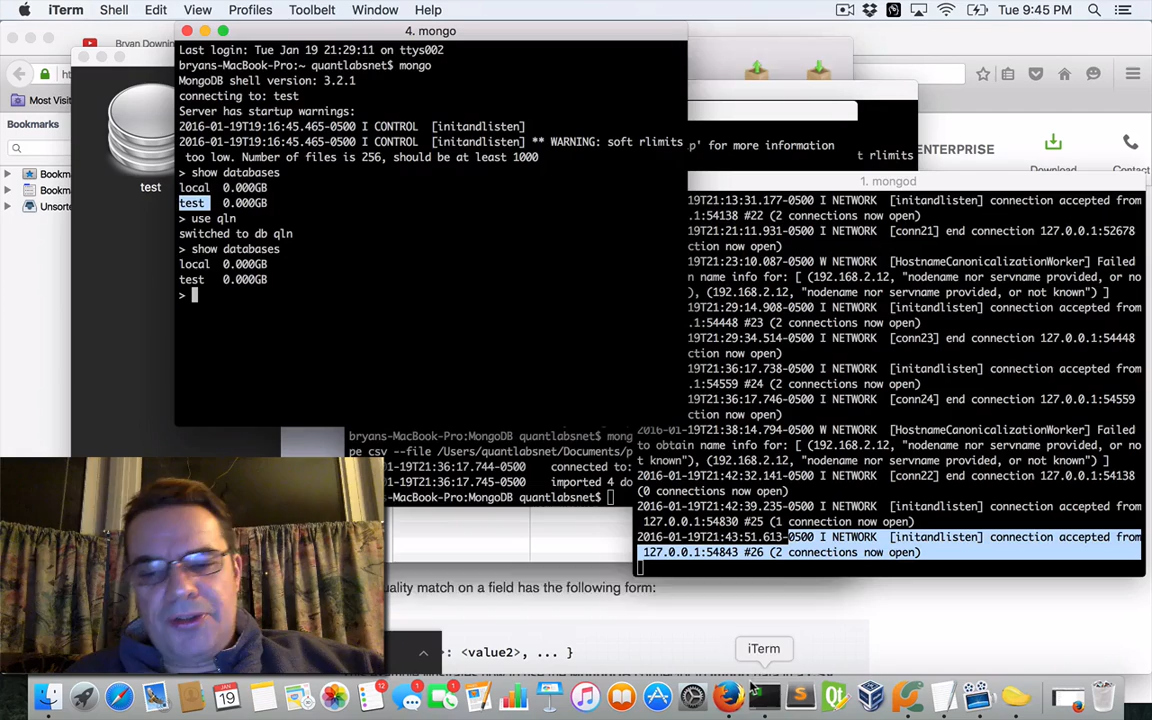 iTerm Shell Edit View Profiles Toolbelt Window Help
Tue 9:45 PM
Bryan Downin
Most Visit
Bookmarks
Bookm
Bookm
Unsorte
test
4. mongo
Last login: Tue Jan 19 21:29:11 on ttys002
bryans-MacBook-Pro:~ quantlabsnet$ mongo
MongoDB shell version: 3.2.1
connecting to: test
Server has startup warnings:
2016-01-19T19:16:45.465-0500 I CONTROL [initandlisten]
2016-01-19T19:16:45.465-0500 I CONTROL [initandlisten] ** WARNING: soft rlimits
too low. Number of files is 256, should be at least 1000
> show databases
local 0.000GB
test 0.000GB
> use qln
switched to db qln
> show databases
local 0.000GB
test 0.000GB
>
p' for more information
t rlimits
ENTERPRISE
Download
Contact
1. mongod
19T21:13:31.177-0500 I NETWORK [initandlisten] connection accepted from
.1:54138 #22 (2 connections now open)
19T21:21:11.931-0500 I NETWORK [conn21] end connection 127.0.0.1:52678
ction now open)
19T21:23:10.087-0500 W NETWORK [HostnameCanonicalizationWorker] Failed
n name info for: [ (192.168.2.12, "nodename nor servname provided, or no
), (192.168.2.12, "nodename nor servname provided, or not known") ]
19T21:29:14.908-0500 I NETWORK [initandlisten] connection accepted from
.1:54448 #23 (2 connections now open)
19T21:29:34.514-0500 I NETWORK [conn23] end connection 127.0.0.1:54448
ction now open)
19T21:36:17.738-0500 I NETWORK [initandlisten] connection accepted from
.1:54559 #24 (2 connections now open)
19T21:36:17.746-0500 I NETWORK [conn24] end connection 127.0.0.1:54559
ction now open)
2016-01-19T21:38:14.794-0500 W NETWORK [HostnameCanonicalizationWorker] Failed
to obtain name info for: [ (192.168.2.12, "nodename nor servname provided, or no
t known"), (192.168.2.12, "nodename nor servname provided, or not known") ]
2016-01-19T21:42:32.141-0500 I NETWORK [conn22] end connection 127.0.0.1:54138
(0 connections now open)
2016-01-19T21:42:39.235-0500 I NETWORK [initandlisten] connection accepted from
127.0.0.1:54830 #25 (1 connection now open)
2016-01-19T21:43:51.613-0500 I NETWORK [initandlisten] connection accepted from
127.0.0.1:54843 #26 (2 connections now open)
bryans-MacBook-Pro:MongoDB quantlabsnet$ mong
pe csv --file /Users/quantlabsnet/Documents/p
-01-19T21:36:17.744-0500 connected to:
-01-19T21:36:17.745-0500 imported 4 do
ns-MacBook-Pro:MongoDB quantlabsnet$
uality match on a field has the following form:
>: <value2>, ... }
iTerm
19
12
1
1